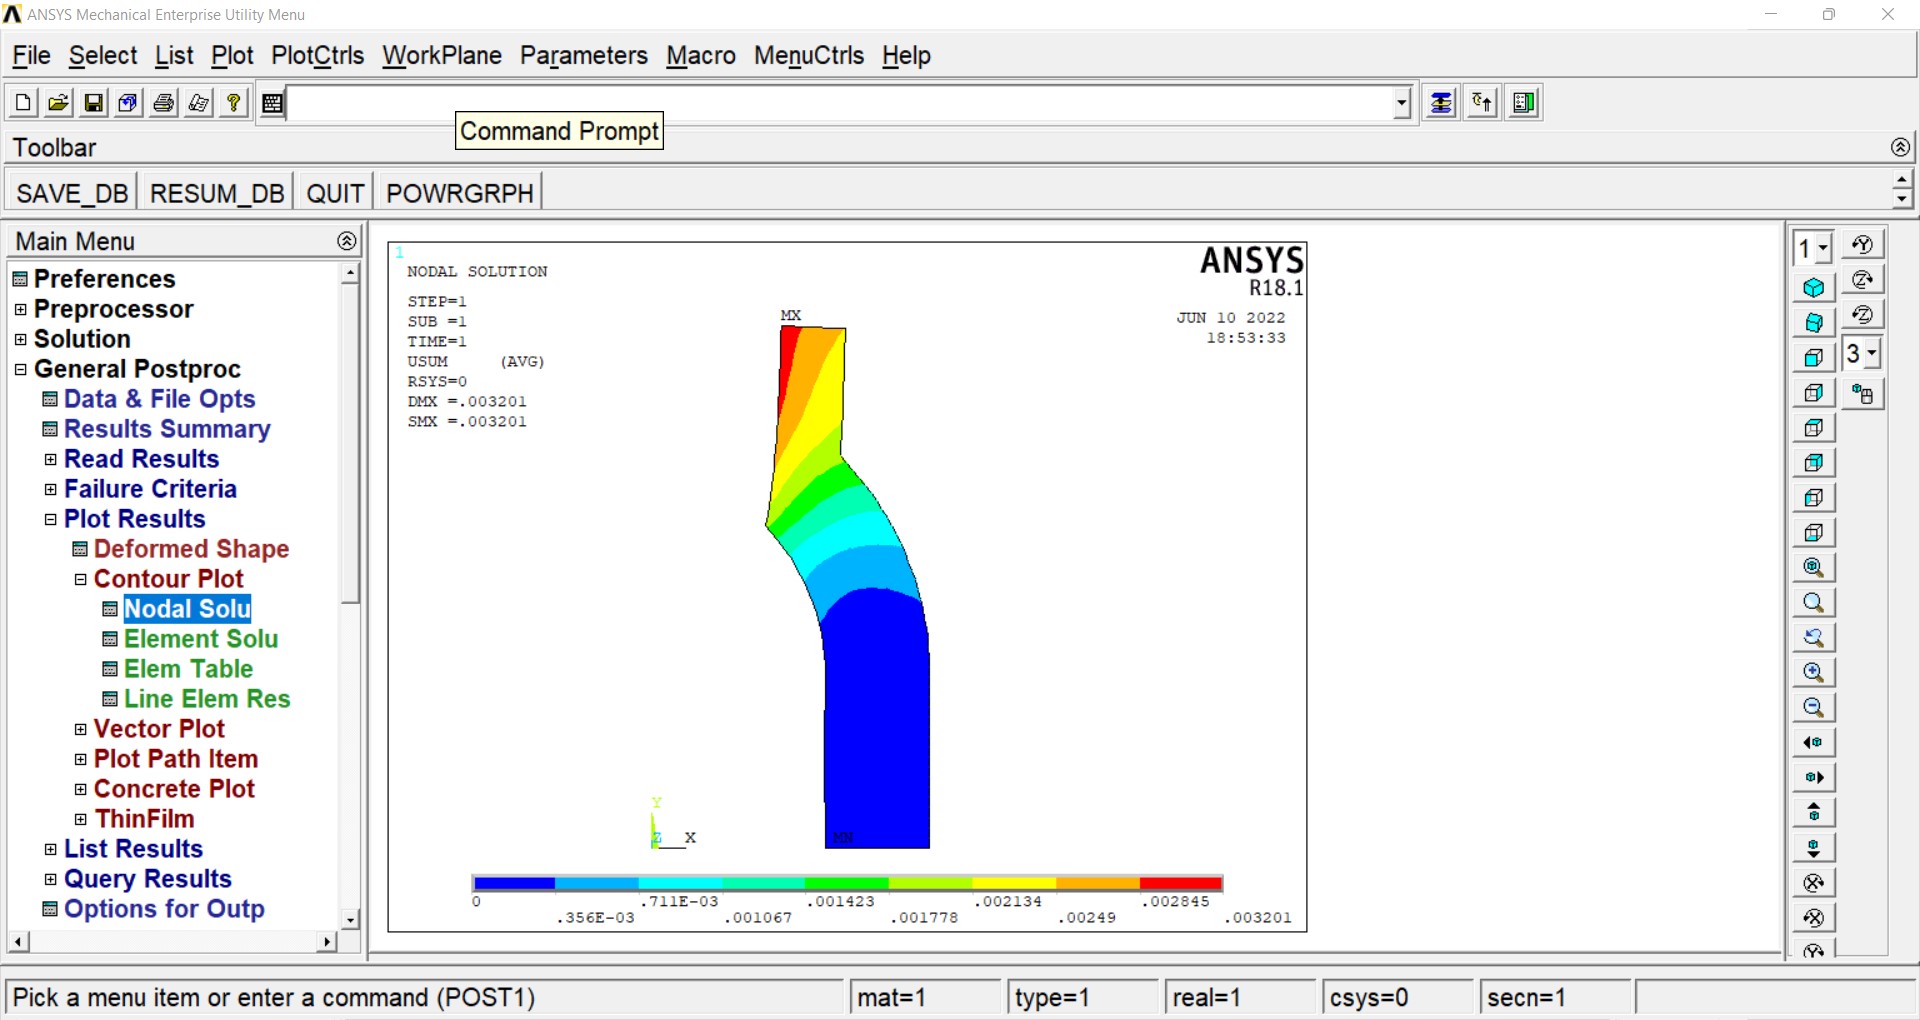 ANSYS Mechanical Enterprise Utility Menu
File Select List Plot PlotCtrls WorkPlane Parameters Macro MenuCtrls Help
Command Prompt
Toolbar
SAVE_DB RESUM_DB QUIT POWRGRPH
Main Menu
Preferences
Preprocessor
Solution
General Postproc
Data & File Opts
Results Summary
Read Results
Failure Criteria
Plot Results
Deformed Shape
Contour Plot
Nodal Solu
Element Solu
Elem Table
Line Elem Res
Vector Plot
Plot Path Item
Concrete Plot
ThinFilm
List Results
Query Results
Options for Outp
1
NODAL SOLUTION
STEP=1
SUB =1
TIME=1
USUM (AVG)
RSYS=0
DMX =.003201
SMX =.003201
ANSYS
R18.1
JUN 10 2022
18:53:33
MX
MN
Y
Z X
0 .711E-03 .001423 .002134 .002845
.356E-03 .001067 .001778 .00249 .003201
1
3
Pick a menu item or enter a command (POST1) mat=1 type=1 real=1 csys=0 secn=1